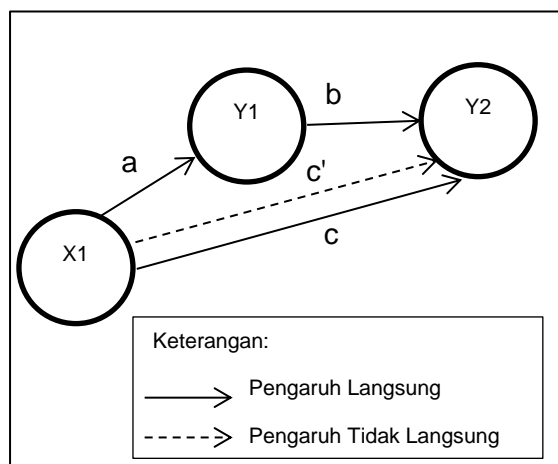 Y1
b
Y2
a
c'
c
X1
Keterangan:
Pengaruh Langsung
Pengaruh Tidak Langsung